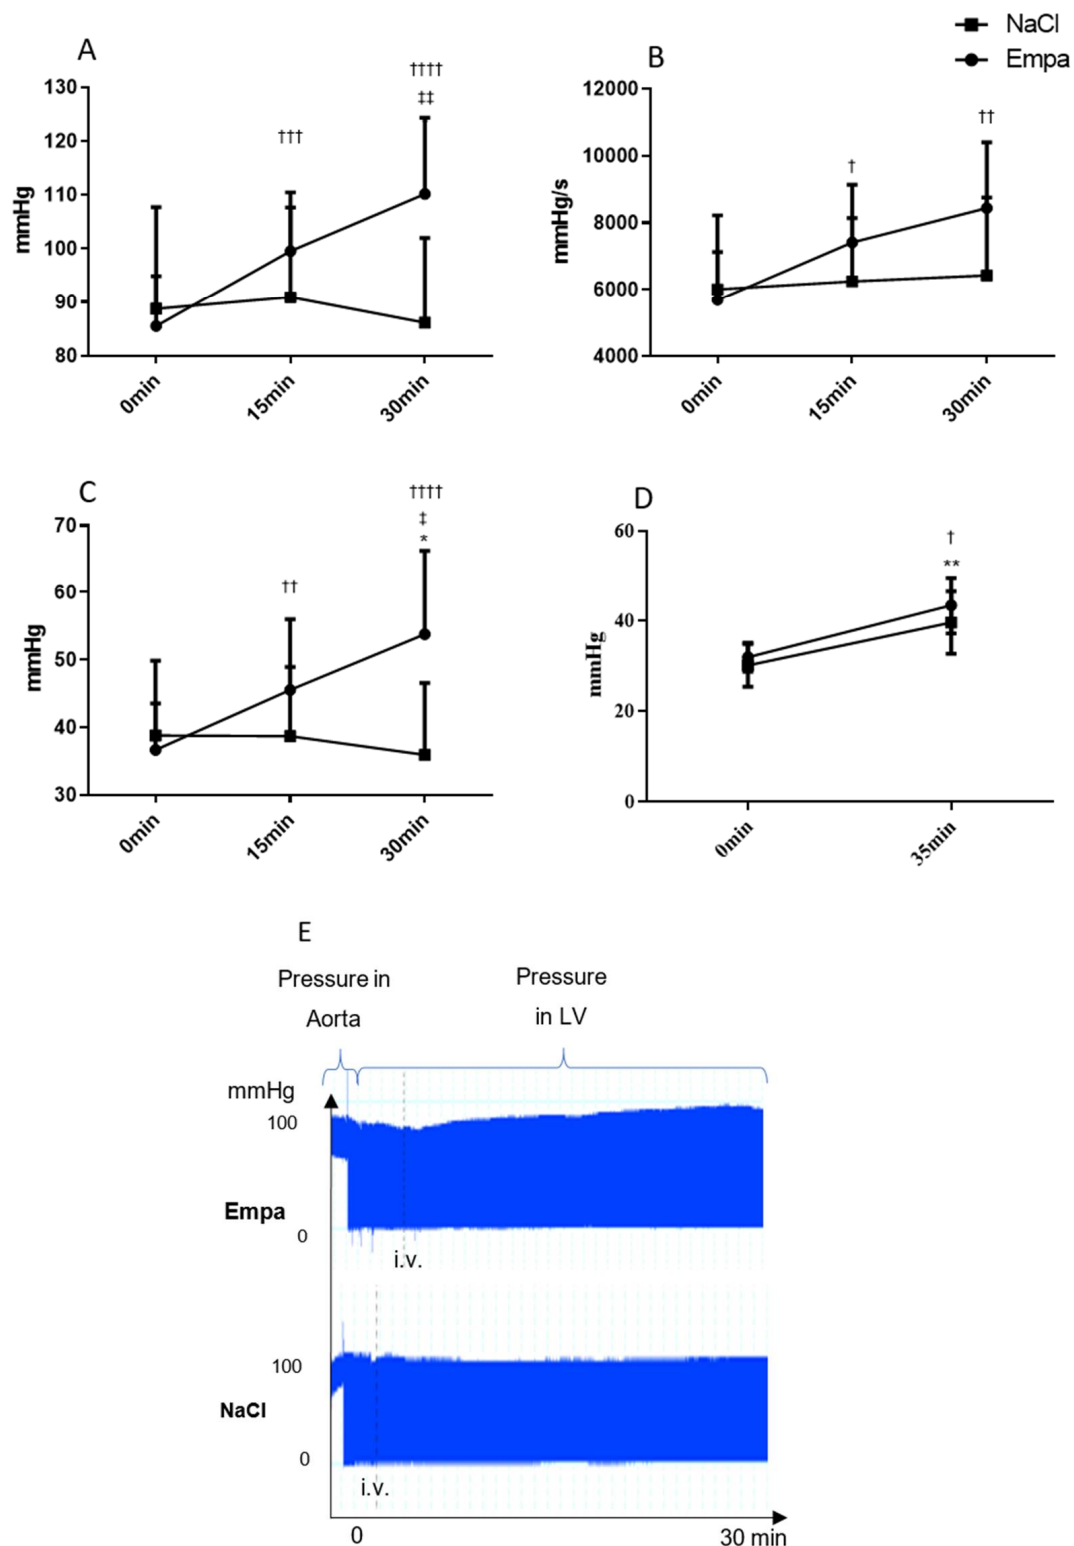 NaCl
Empa
A
††††
‡‡
†††
130
120
110
100
90
80
mmHg
0min
15min
30min
B
††
†
12000
10000
8000
6000
4000
mmHg/s
0min
15min
30min
C
††††
‡
*
††
70
60
50
40
30
mmHg
0min
15min
30min
D
†
**
60
40
20
0
mmHg
0min
35min
E
Pressure in
Aorta
Pressure
in LV
mmHg
100
Empa
0
i.v.
100
NaCl
0
i.v.
0
30 min